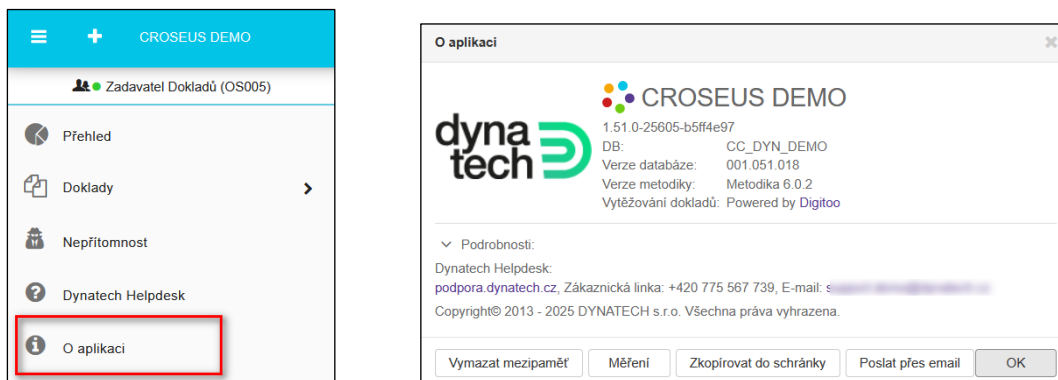 CROSEUS DEMO
Zadavatel Dokladů (OS005)
Přehled
Doklady
Nepřítomnost
Dynatech Helpdesk
O aplikaci
O aplikaci
dyna
tech
CROSEUS DEMO
1.51.0-25605-b5ff4e97
DB: CC_DYN_DEMO
Verze databáze: 001.051.018
Verze metodiky: Metodika 6.0.2
Vytěžování dokladů: Powered by Digitoo
Podrobnosti:
Dynatech Helpdesk:
podpora.dynatech.cz, Zákaznická linka: +420 775 567 739, E-mail:
Copyright© 2013 - 2025 DYNATECH s.r.o. Všechna práva vyhrazena.
Vymazat mezipaměť Měření Zkopírovat do schránky Poslat přes email OK